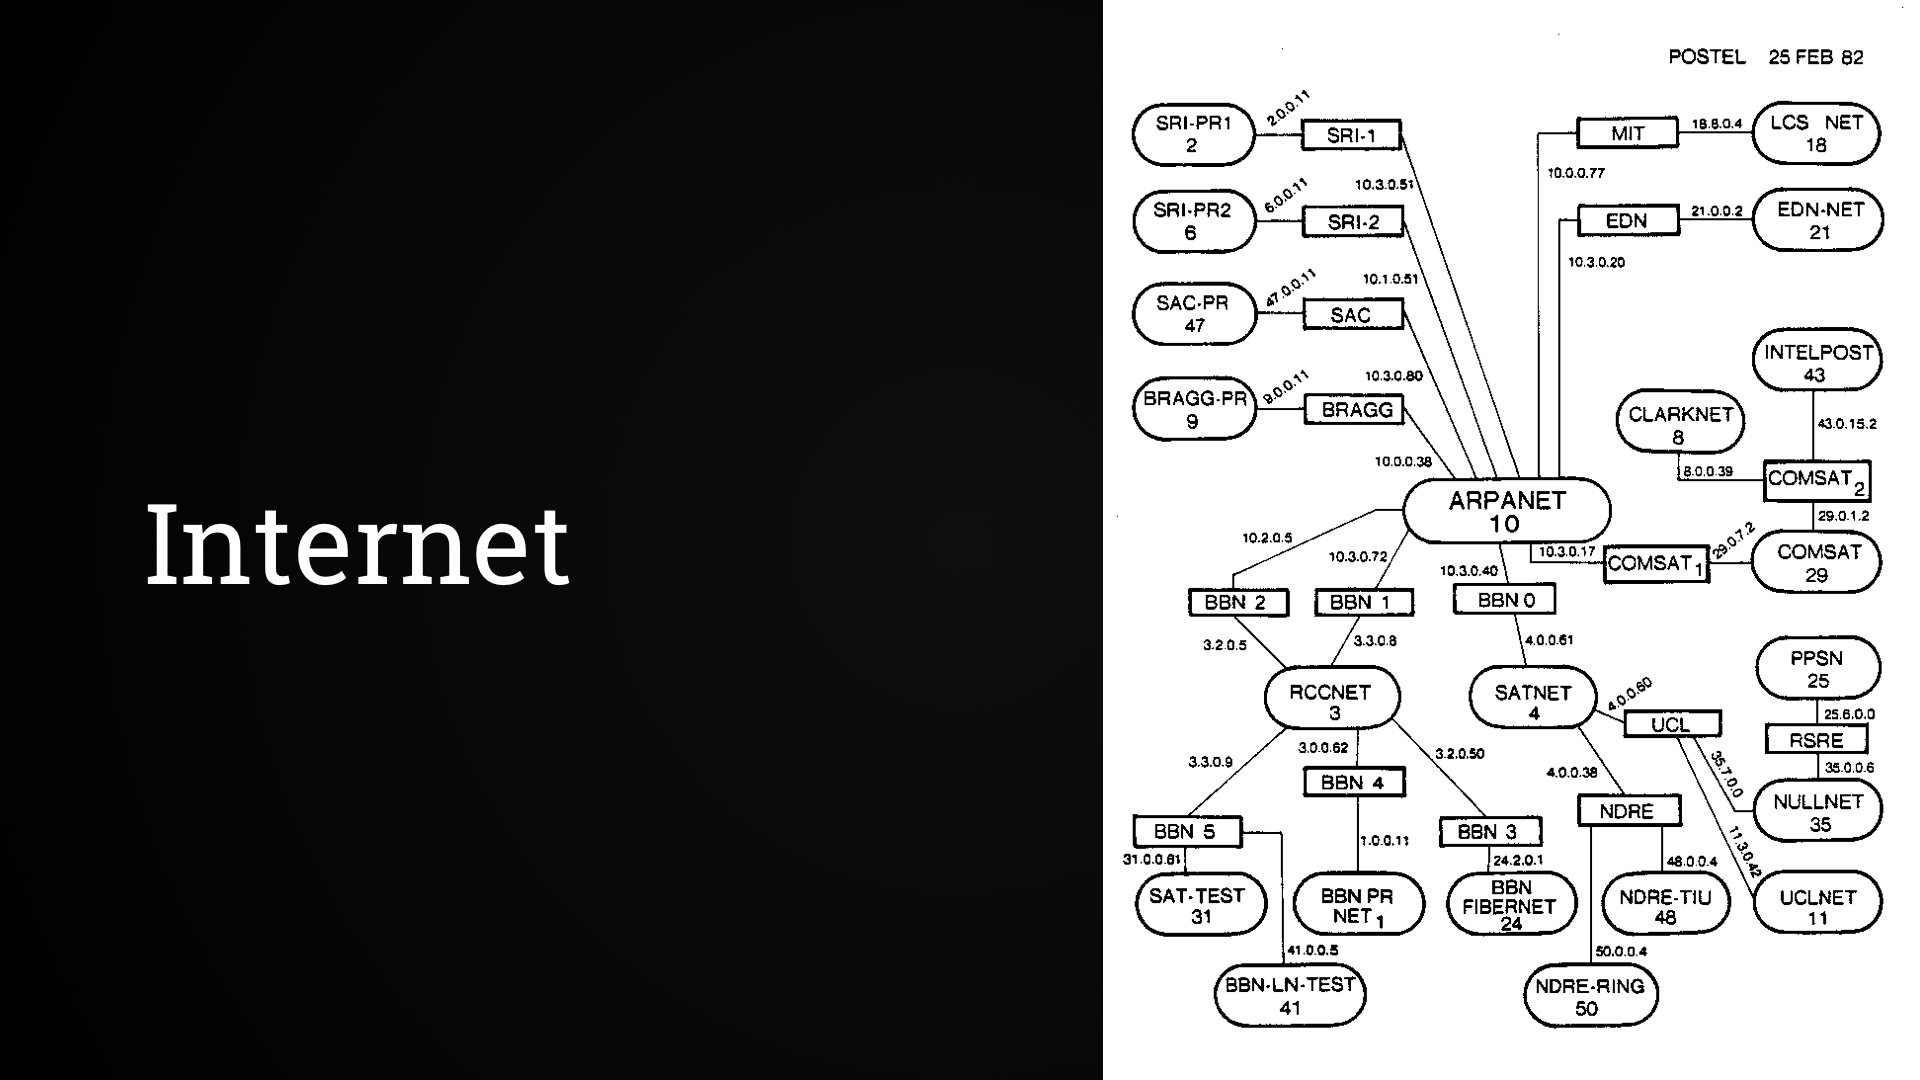 Internet
POSTEL 25 FEB 82
SRI-PR1
2
2.0.0.11
SRI-1
10.3.0.51
MIT
18.8.0.4
LCS NET
18
10.0.0.77
SRI-PR2
6
6.0.0.11
SRI-2
10.1.0.51
EDN
21.0.0.2
EDN-NET
21
10.3.0.20
SAC-PR
47
47.0.0.11
SAC
10.3.0.80
INTELPOST
43
43.0.15.2
BRAGG-PR
9
9.0.0.11
BRAGG
10.0.0.38
CLARKNET
8
8.0.0.39
COMSAT 2
29.0.1.2
ARPANET
10
10.3.0.17
COMSAT 1
29.0.7.2
COMSAT
29
10.2.0.5
10.3.0.72
10.3.0.40
BBN 2
BBN 1
BBN 0
3.2.0.5
3.3.0.8
4.0.0.61
RCCNET
3
SATNET
4
4.0.0.60
UCL
PPSN
25
25.6.0.0
RSRE
35.0.0.6
3.3.0.9
3.0.0.62
3.2.0.50
4.0.0.38
35.7.0.0
NULLNET
35
BBN 4
NDRE
BBN 5
BBN 3
1.0.0.11
11.3.0.42
31.0.0.61
24.2.0.1
48.0.0.4
SAT-TEST
31
BBN PR
NET 1
BBN
FIBERNET
24
NDRE-TIU
48
UCLNET
11
41.0.0.5
50.0.0.4
BBN-LN-TEST
41
NDRE-RING
50